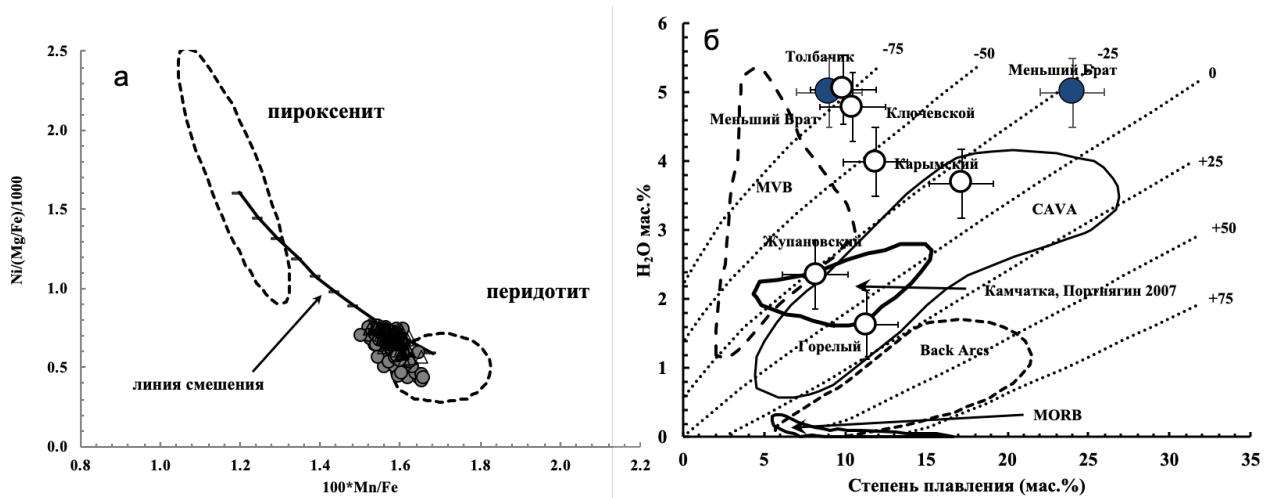 а
2.5
2.0
1.5
1.0
0.5
0.0
Ni/(Mg/Fe)/1000
пироксенит
перидотит
линия смешения
0.8
1.0
1.2
1.4
1.6
1.8
2.0
2.2
100*Mn/Fe
б
6
5
4
3
2
1
0
H₂O мас.%
Толбачик
-75
-50
-25
0
Меньший Брат
Меньший Брат
Ключевской
Карымский
+25
MVB
CAVA
+50
Жупановский
Камчатка, Портнягин 2007
+75
Горелый
Back Arcs
MORB
0
5
10
15
20
25
30
35
Степень плавления (мас.%)